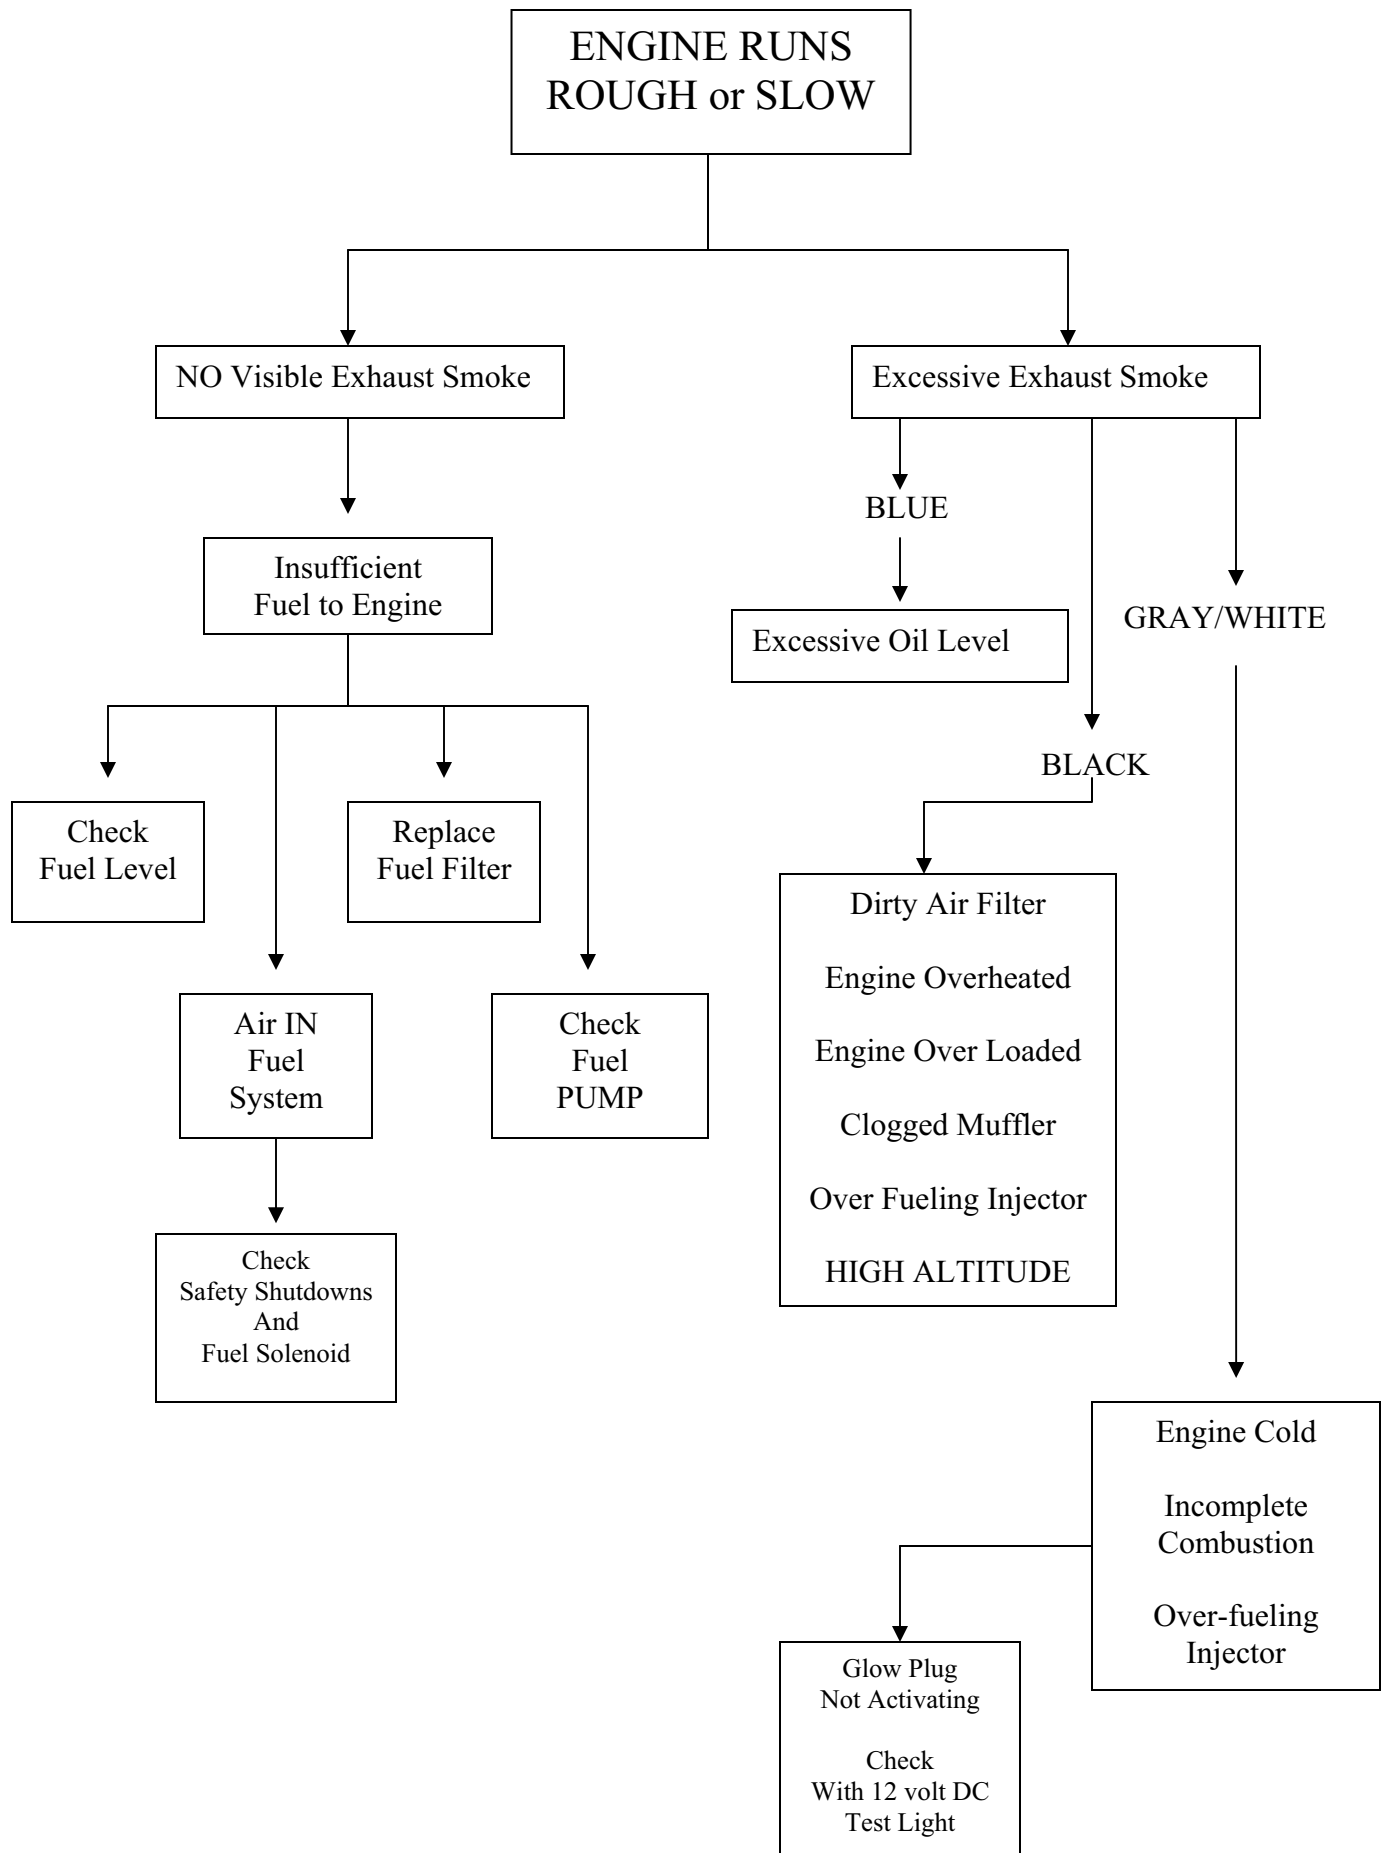 ENGINE RUNS
ROUGH or SLOW
NO Visible Exhaust Smoke
Excessive Exhaust Smoke
Insufficient
Fuel to Engine
Check
Fuel Level
Replace
Fuel Filter
Air IN
Fuel
System
Check
Fuel
PUMP
Check
Safety Shutdowns
And
Fuel Solenoid
BLUE
Excessive Oil Level
BLACK
Dirty Air Filter
Engine Overheated
Engine Over Loaded
Clogged Muffler
Over Fueling Injector
HIGH ALTITUDE
GRAY/WHITE
Engine Cold
Incomplete
Combustion
Over-fueling
Injector
Glow Plug
Not Activating
Check
With 12 volt DC
Test Light